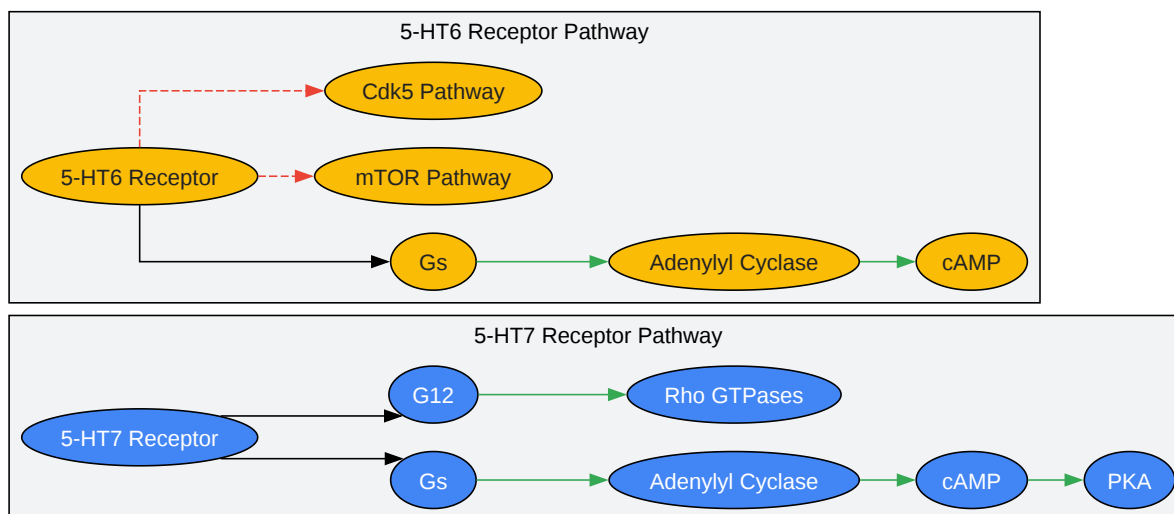 5-HT6 Receptor Pathway
Cdk5 Pathway
5-HT6 Receptor
mTOR Pathway
Gs
Adenylyl Cyclase
cAMP
5-HT7 Receptor Pathway
G12
Rho GTPases
5-HT7 Receptor
Gs
Adenylyl Cyclase
cAMP
PKA